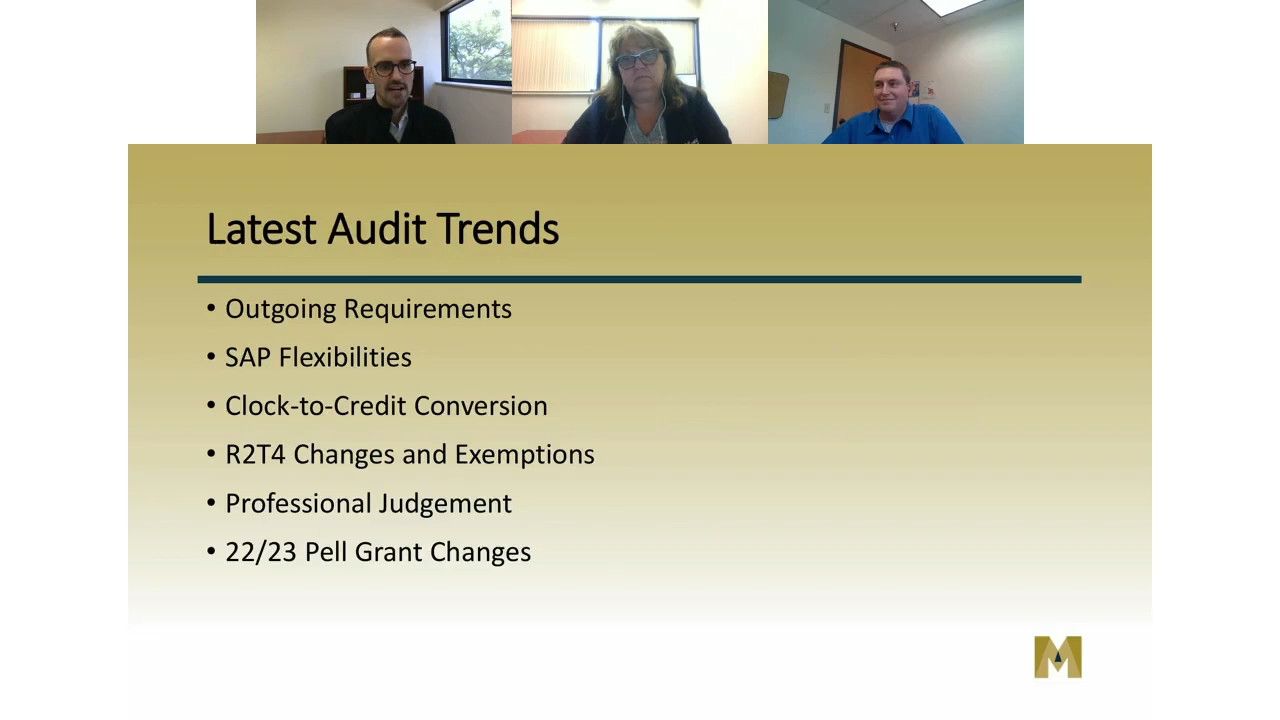 Latest Audit Trends
• Outgoing Requirements
• SAP Flexibilities
• Clock-to-Credit Conversion
• R2T4 Changes and Exemptions
• Professional Judgement
• 22/23 Pell Grant Changes
M